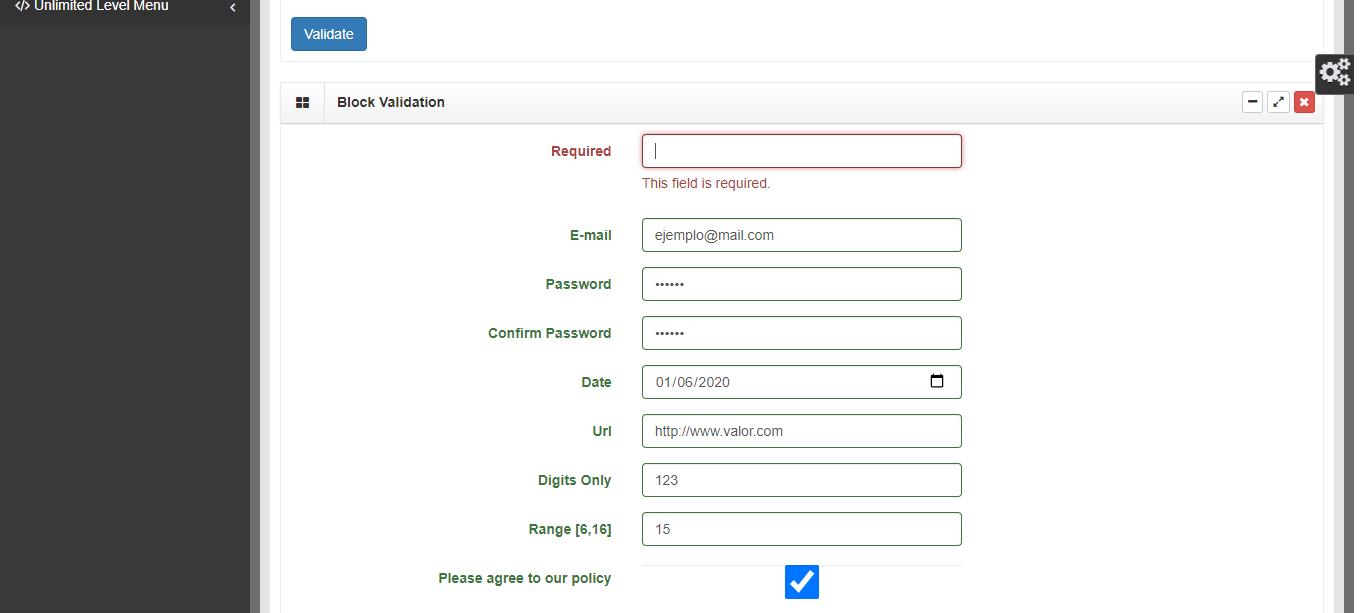 </> Unlimited Level Menu
Validate
Block Validation
Required
This field is required.
E-mail ejemplo@mail.com
Password ••••••
Confirm Password ••••••
Date 01/06/2020
Url http://www.valor.com
Digits Only 123
Range [6,16] 15
Please agree to our policy